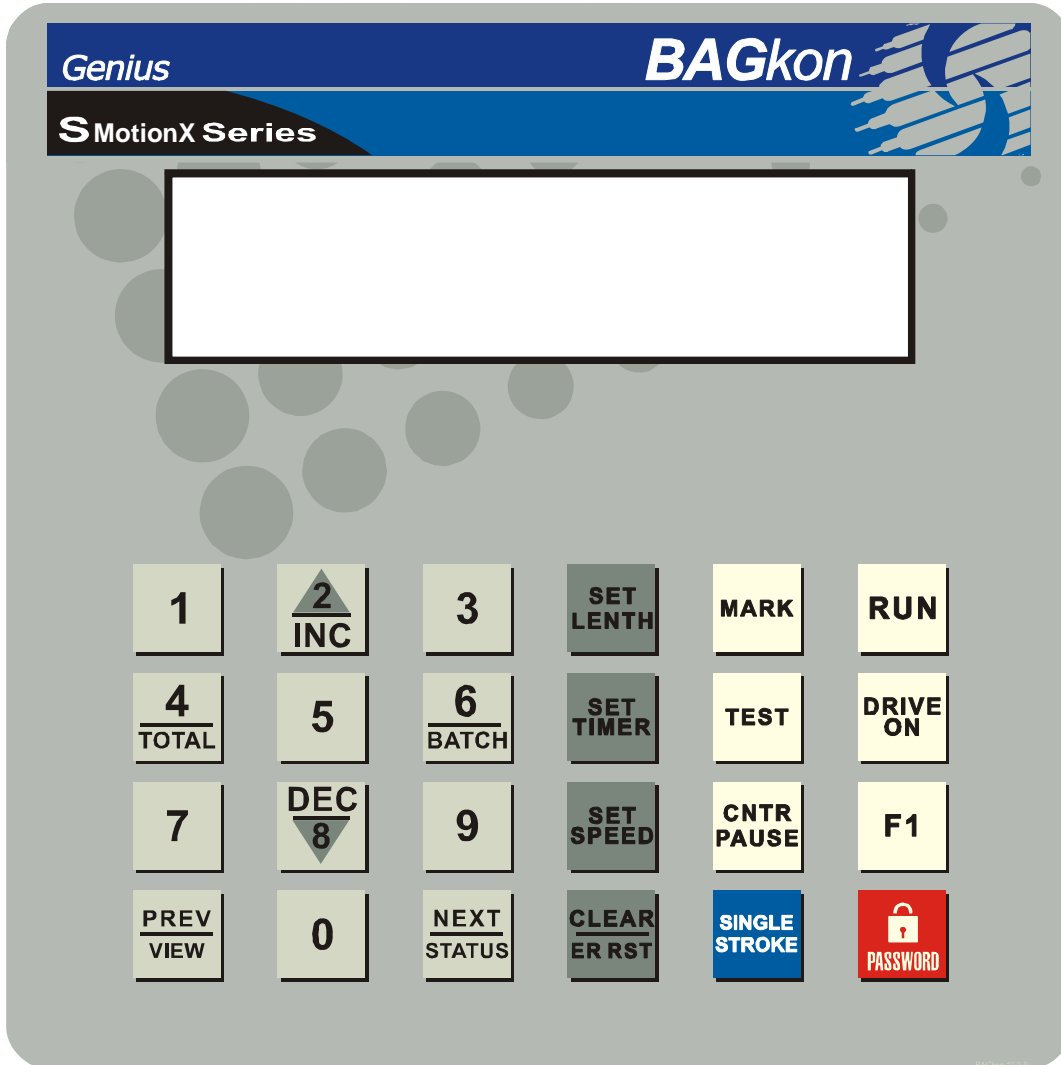 Genius
BAGkon
S MotionX Series
1
2
INC
3
SET
LENTH
MARK
RUN
4
TOTAL
5
6
BATCH
SET
TIMER
TEST
DRIVE
ON
7
DEC
8
9
SET
SPEED
CNTR
PAUSE
F1
PREV
VIEW
0
NEXT
STATUS
CLEAR
ER RST
SINGLE
STROKE
PASSWORD